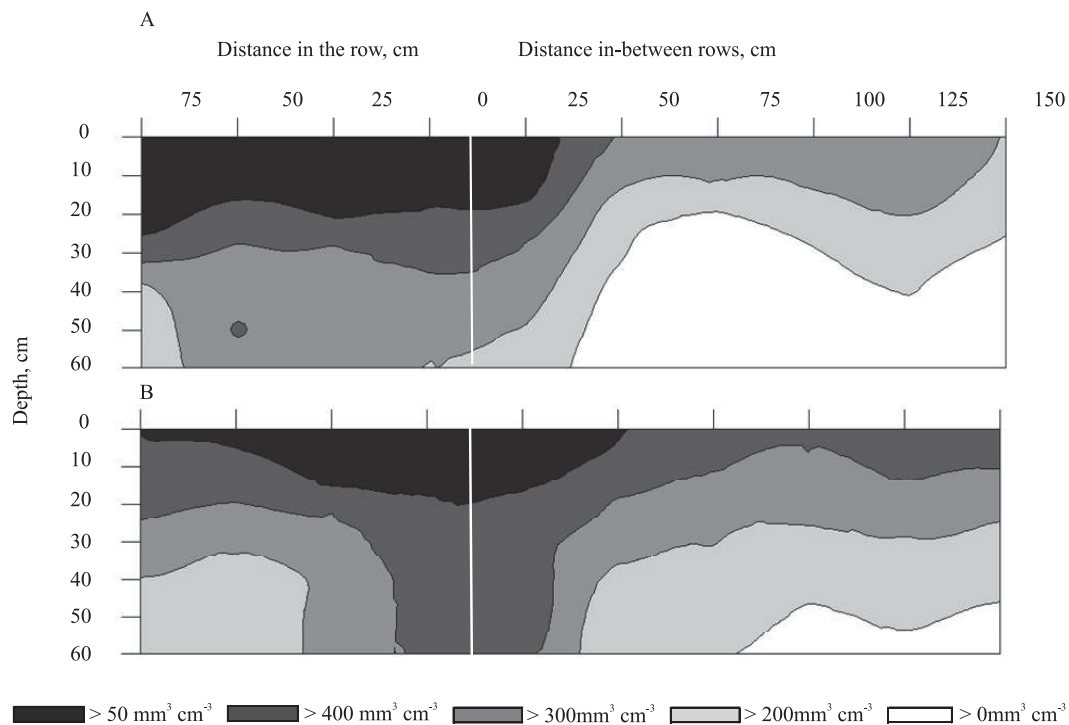 A
Distance in the row, cm Distance in-between rows, cm
75 50 25 0 25 50 75 100 125 150
0
10
20
30
40
50
60
Depth, cm
B
0
10
20
30
40
50
60
> 50 mm³ cm⁻³ > 400 mm³ cm⁻³ > 300mm³ cm⁻³ > 200mm³ cm⁻³ > 0mm³ cm⁻³